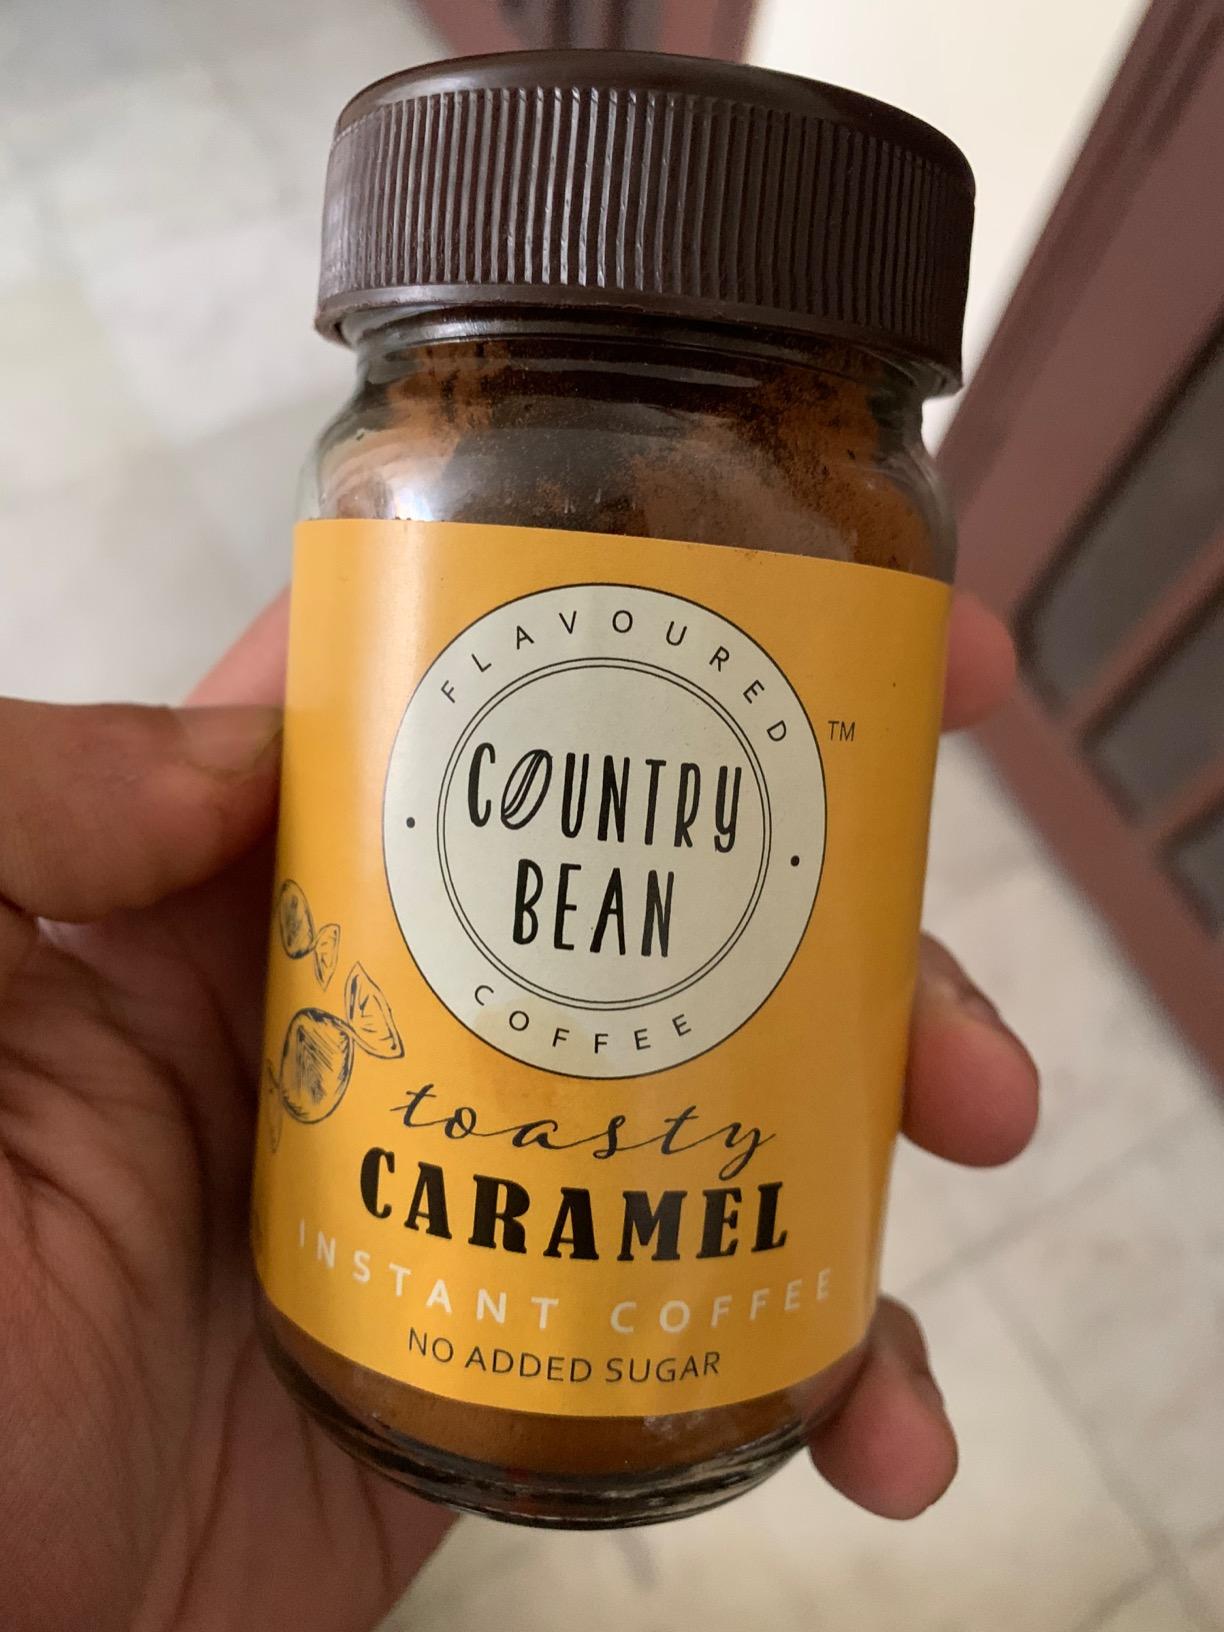 FLAVOURED
TM
COUNTRY
BEAN
COFFEE
toasty
CARAMEL
INSTANT COFFEE
NO ADDED SUGAR